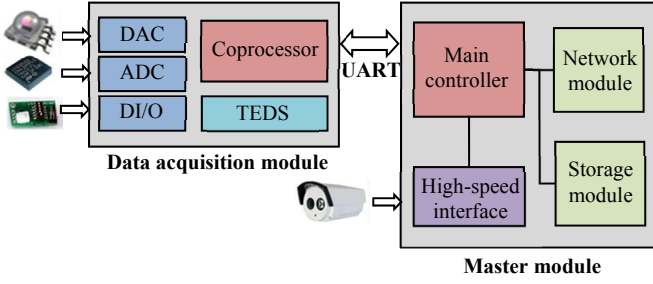 DAC
ADC
DI/O
Coprocessor
TEDS
Data acquisition module
UART
Main
controller
Network
module
High-speed
interface
Storage
module
Master module